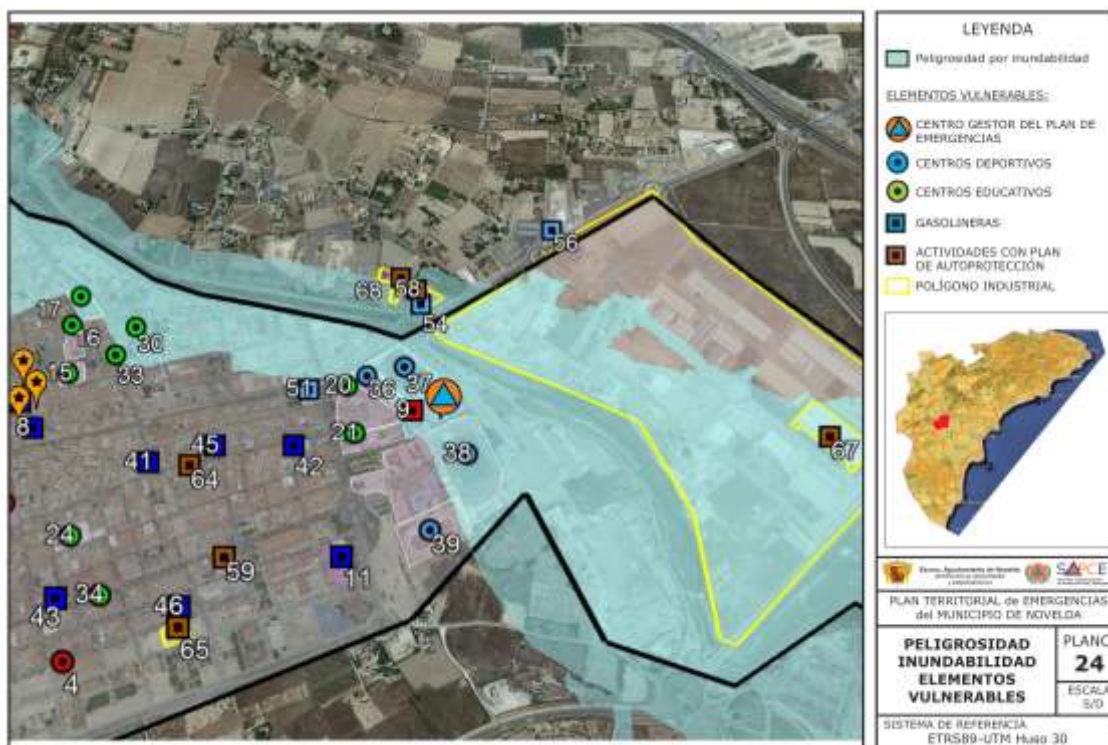 LEYENDA
Peligrosidad por inundabilidad
ELEMENTOS VULNERABLES:
CENTRO GESTOR DEL PLAN DE
EMERGENCIAS
CENTROS DEPORTIVOS
CENTROS EDUCATIVOS
GASOLINERAS
ACTIVIDADES CON PLAN
DE AUTOPROTECCIÓN
POLÍGONO INDUSTRIAL
56
68
58
54
17
16
30
33
15
51
20
36
37
9
8
21
38
45
41
42
64
67
24
39
59
11
43
34
46
65
4
PLAN TERRITORIAL de EMERGENCIAS
del MUNICIPIO DE NOVELDA
PELIGROSIDAD
INUNDABILIDAD
ELEMENTOS
VULNERABLES
PLANO
24
ESCALA
S/D
SISTEMA DE REFERENCIA
ETRS89-UTM Huso 30